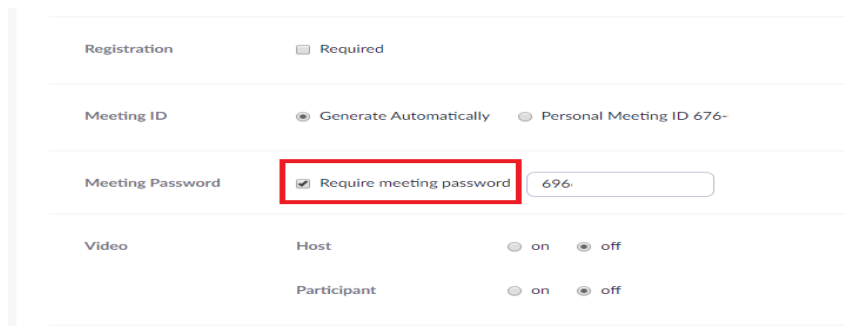 Registration Required
Meeting ID Generate Automatically Personal Meeting ID 676-
Meeting Password Require meeting password 696
Video Host on off
Participant on off